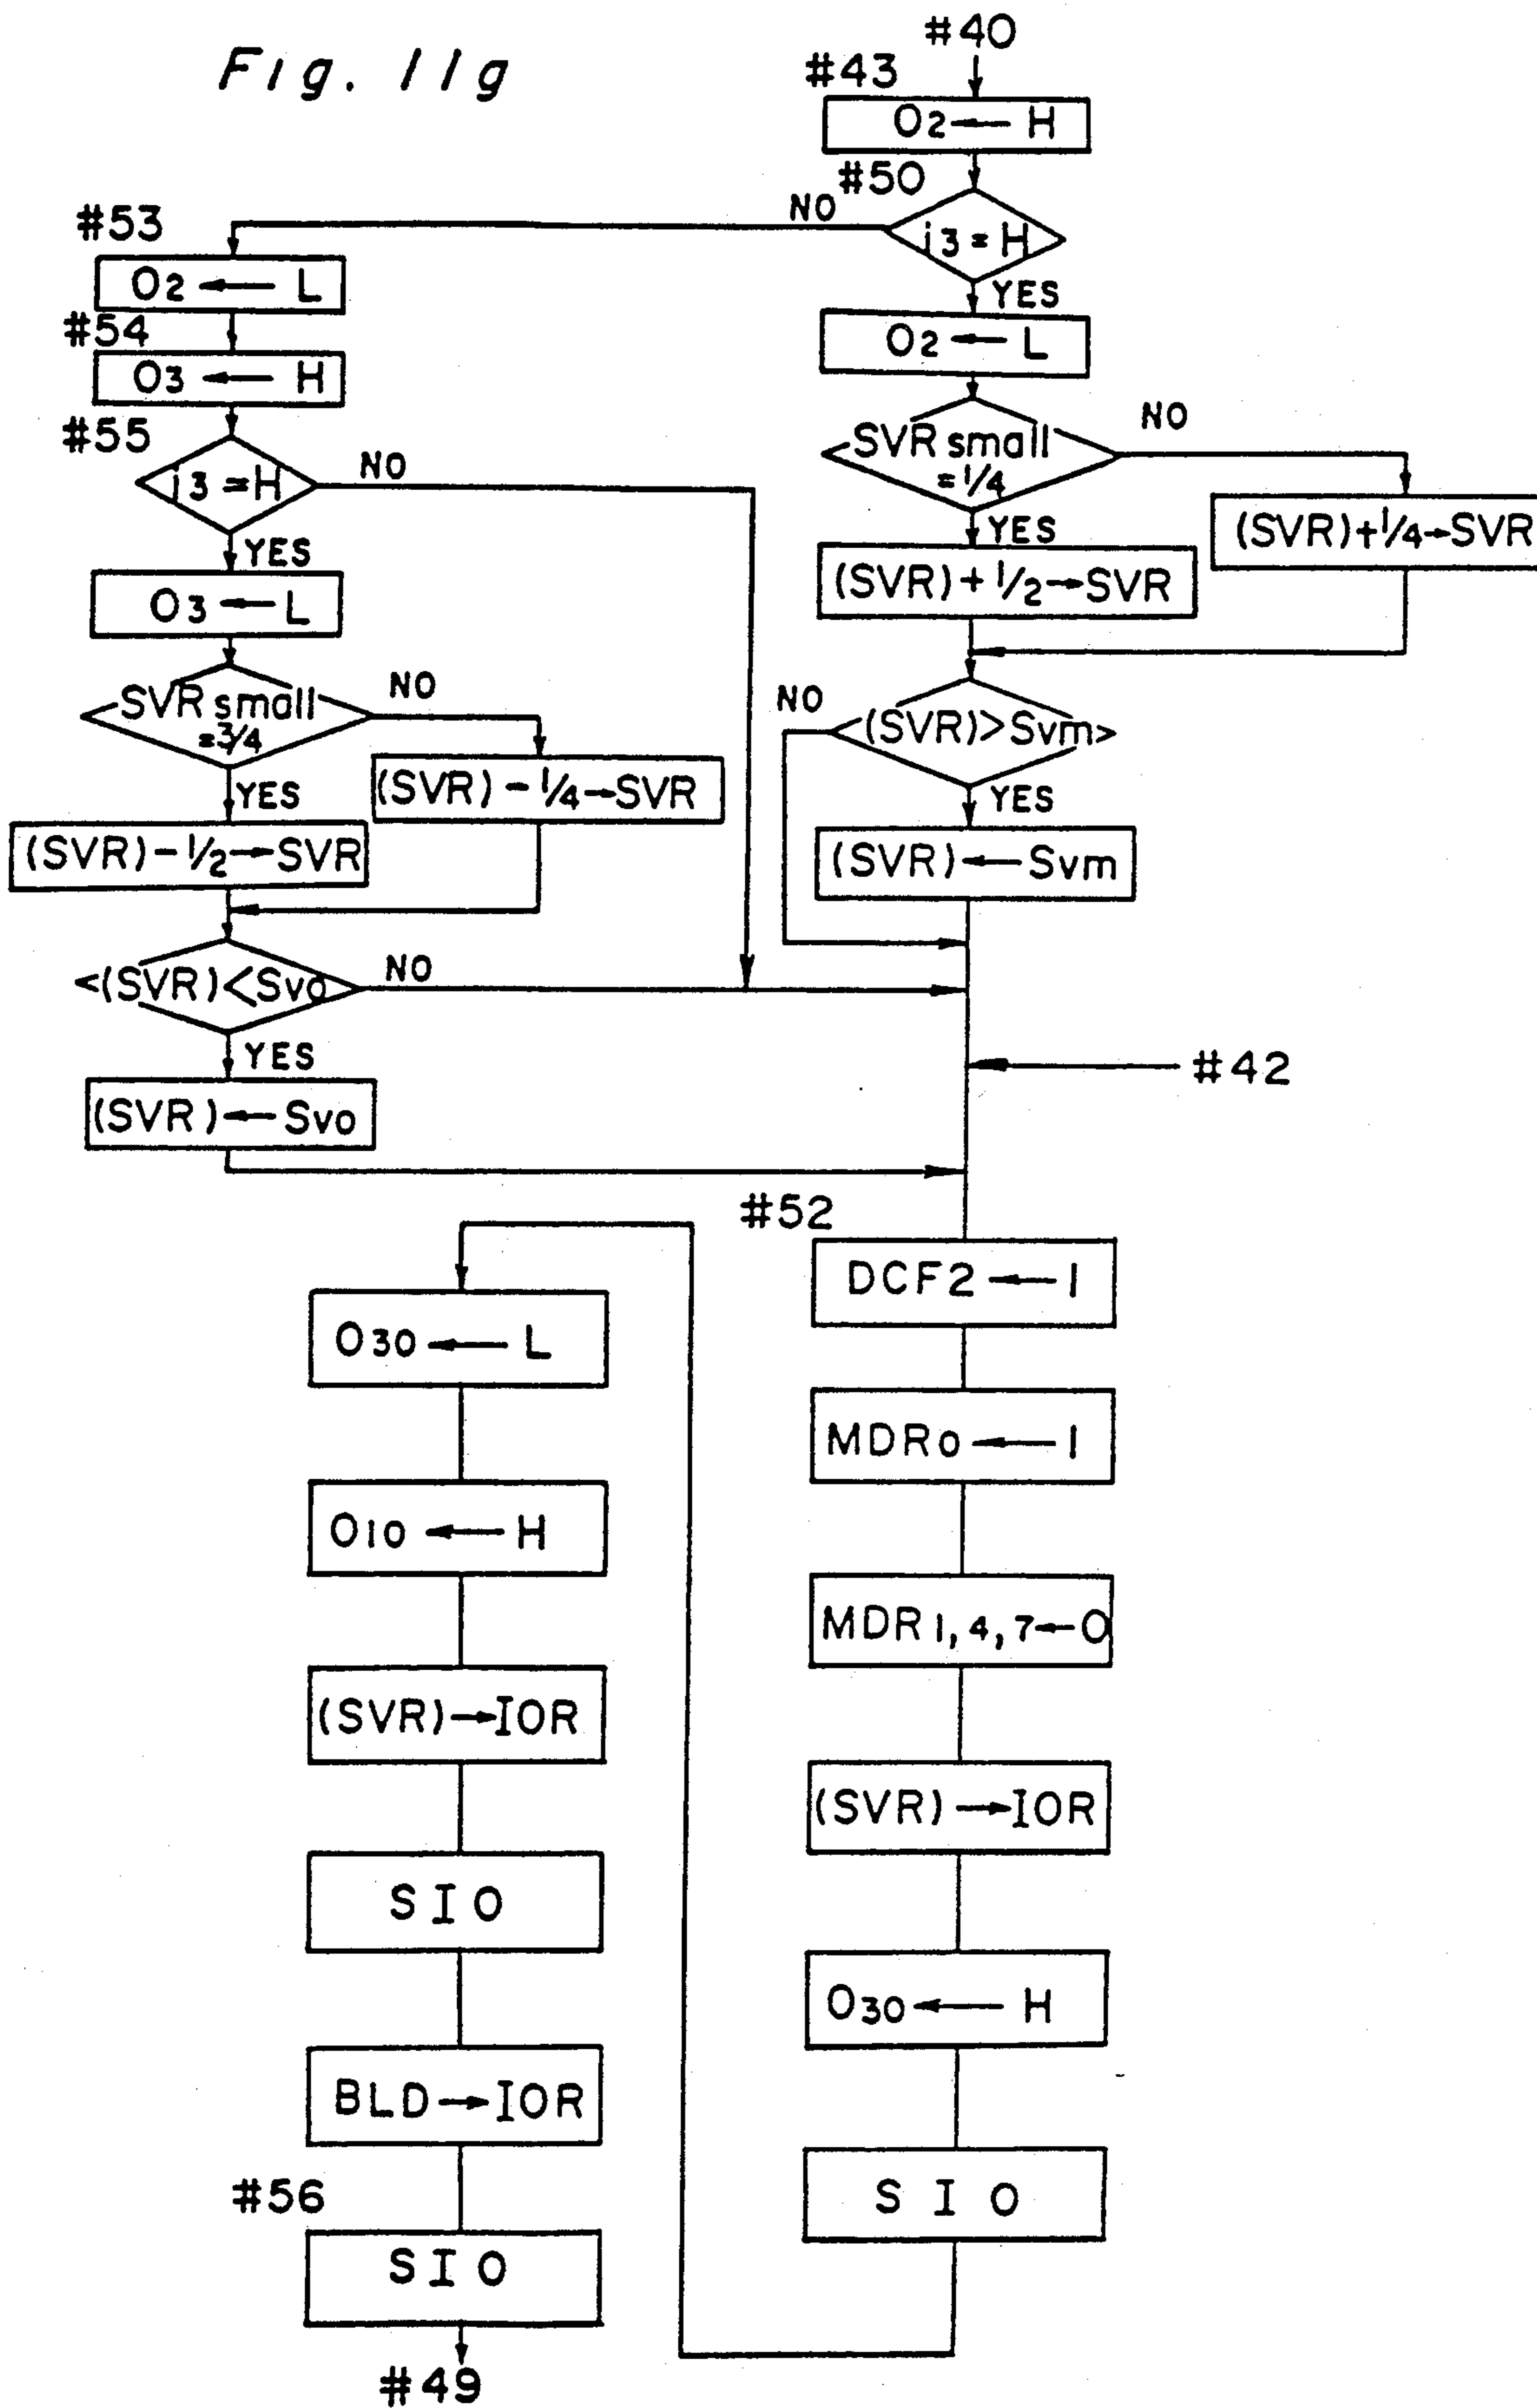 Fig. 11g
#40
#43
O2 ← H
#50
i3 = H
NO
YES
O2 ← L
SVR small
= 1/4
NO
YES
(SVR) + 1/4 → SVR
(SVR) + 1/2 → SVR
(SVR) > Svm
NO
YES
(SVR) ← Svm
#53
O2 ← L
#54
O3 ← H
#55
i3 = H
NO
YES
O3 ← L
SVR small
= 3/4
NO
YES
(SVR) - 1/4 → SVR
(SVR) - 1/2 → SVR
(SVR) < Svo
NO
YES
(SVR) ← Svo
#42
#52
DCF2 ← 1
MDR0 ← 1
MDR1, 4, 7 ← 0
(SVR) → IOR
O30 ← H
SIO
O30 ← L
O10 ← H
(SVR) → IOR
SIO
BLD → IOR
#56
SIO
#49